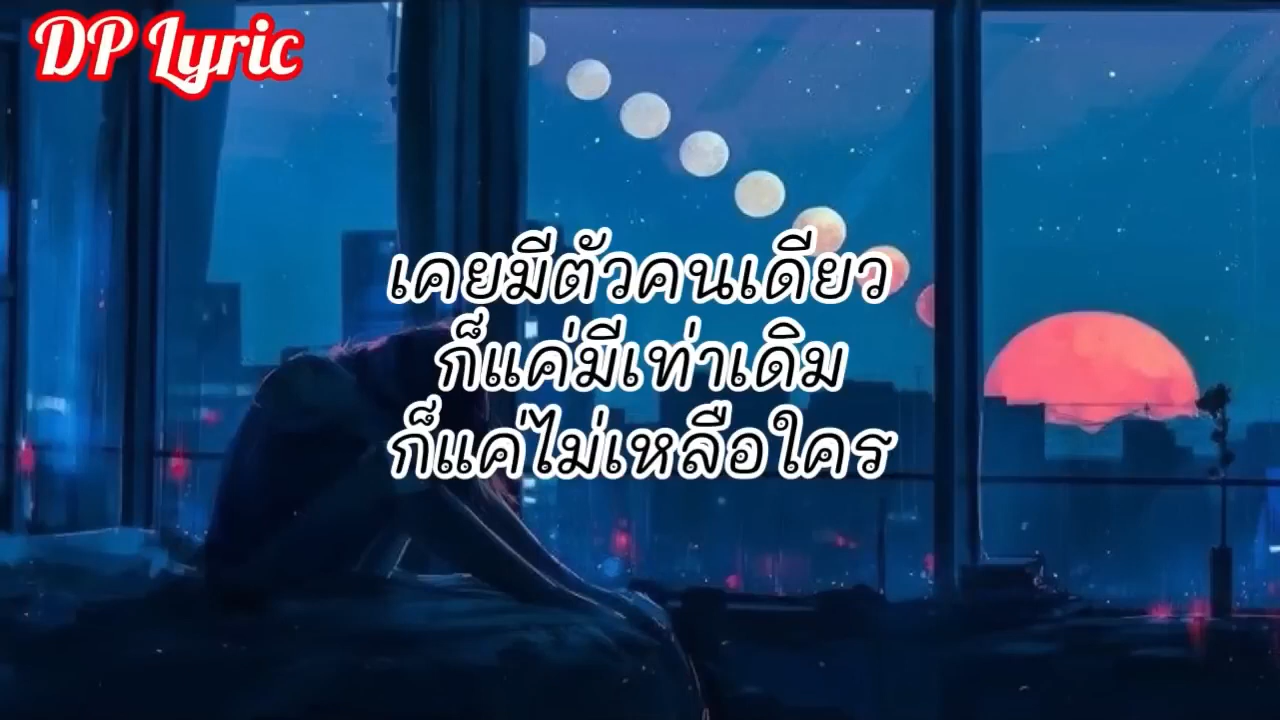 DP Lyric
เคยมีตัวคนเดียว
ก็แค่มีเท่าเดิม
ก็แค่ไม่เหลือใคร